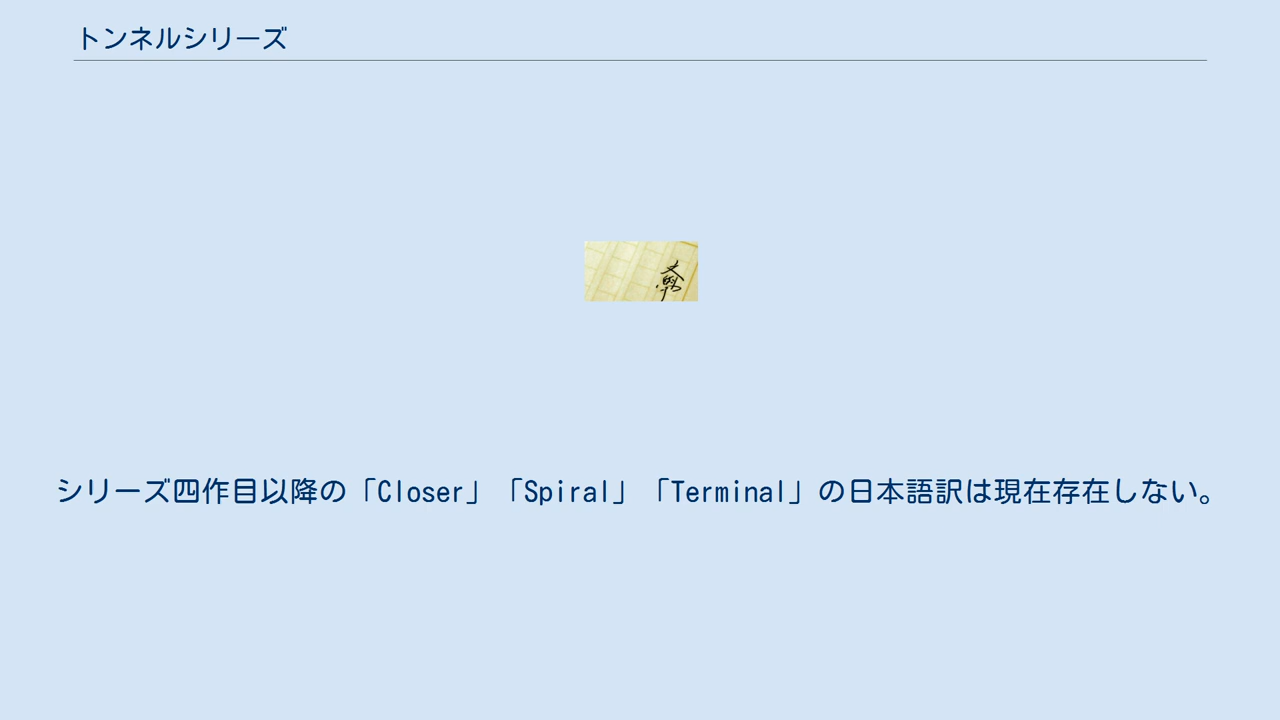 トンネルシリーズ
シリーズ四作目以降の「Closer」「Spiral」「Terminal」の日本語訳は現在存在しない。